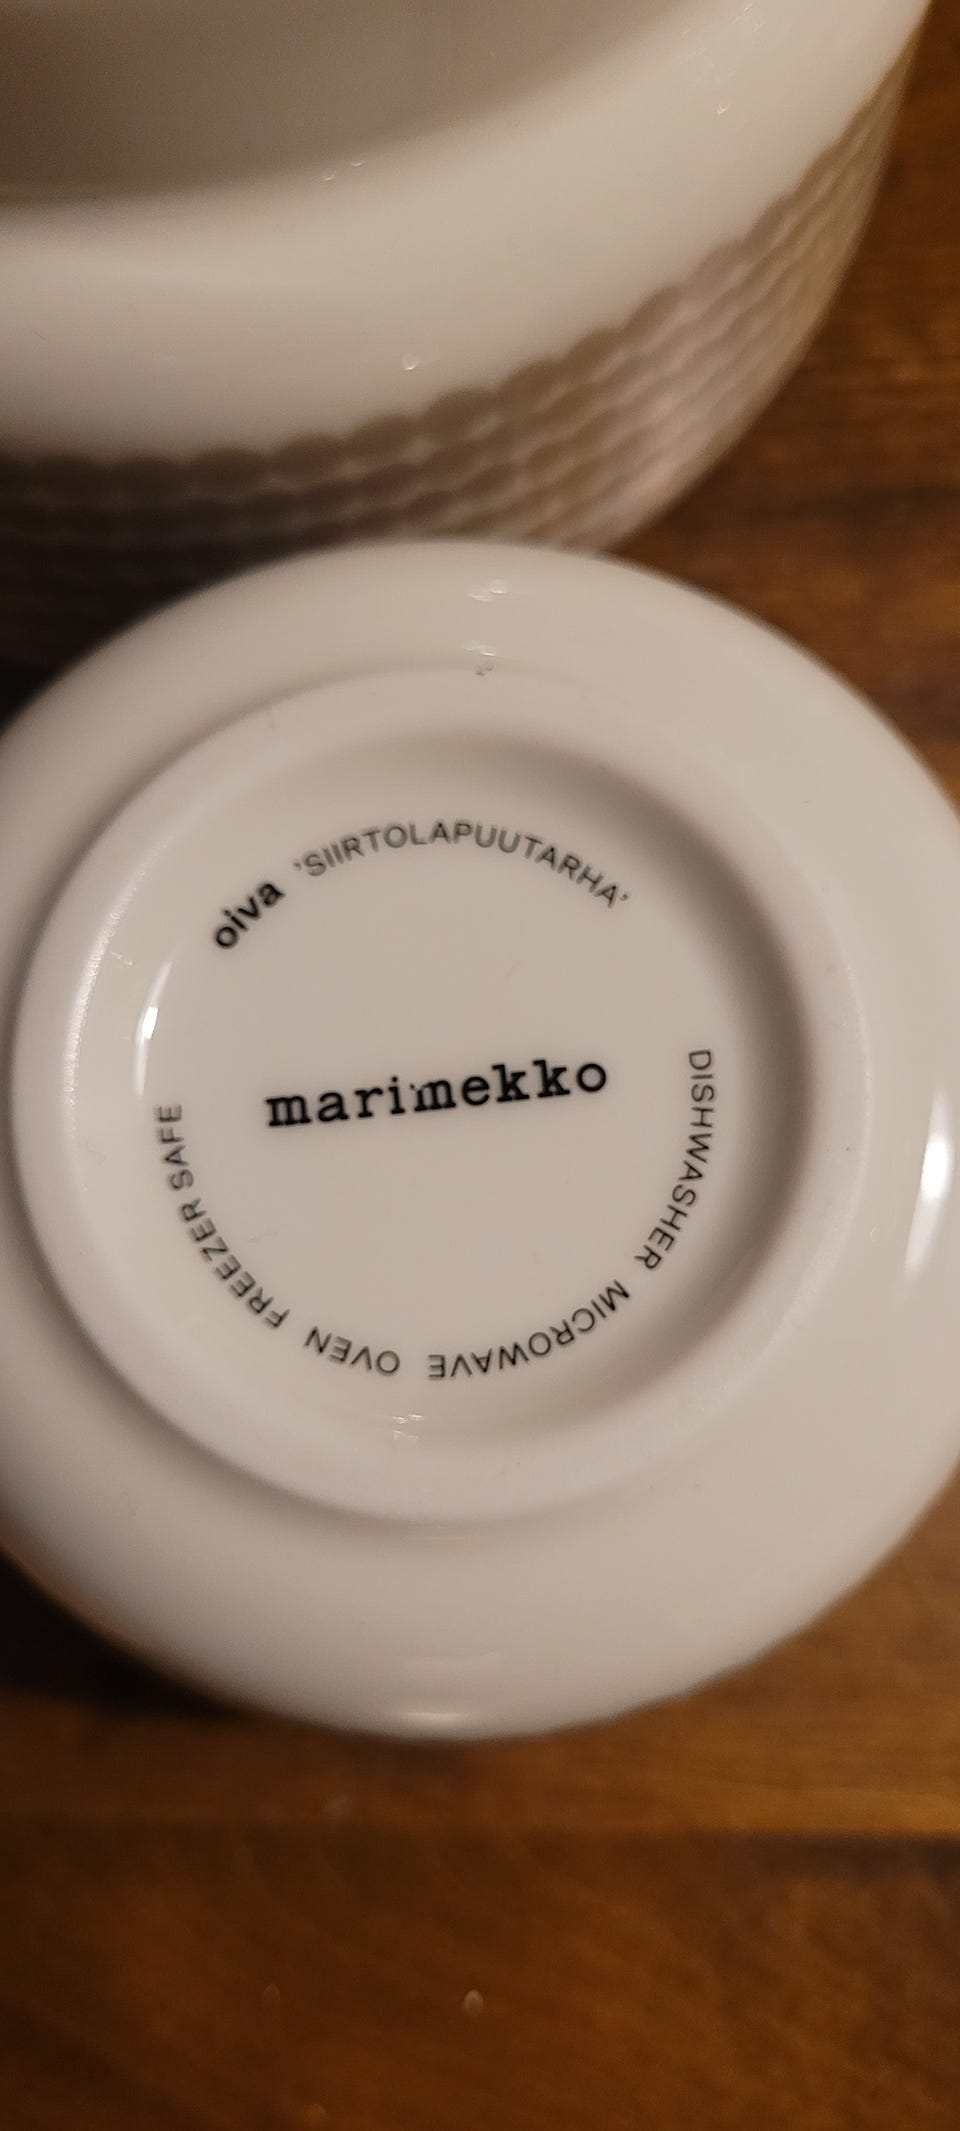 oiva 'SIIRTOLAPUUTARHA'
marimekko
DISHWASHER MICROWAVE OVEN FREEZER SAFE